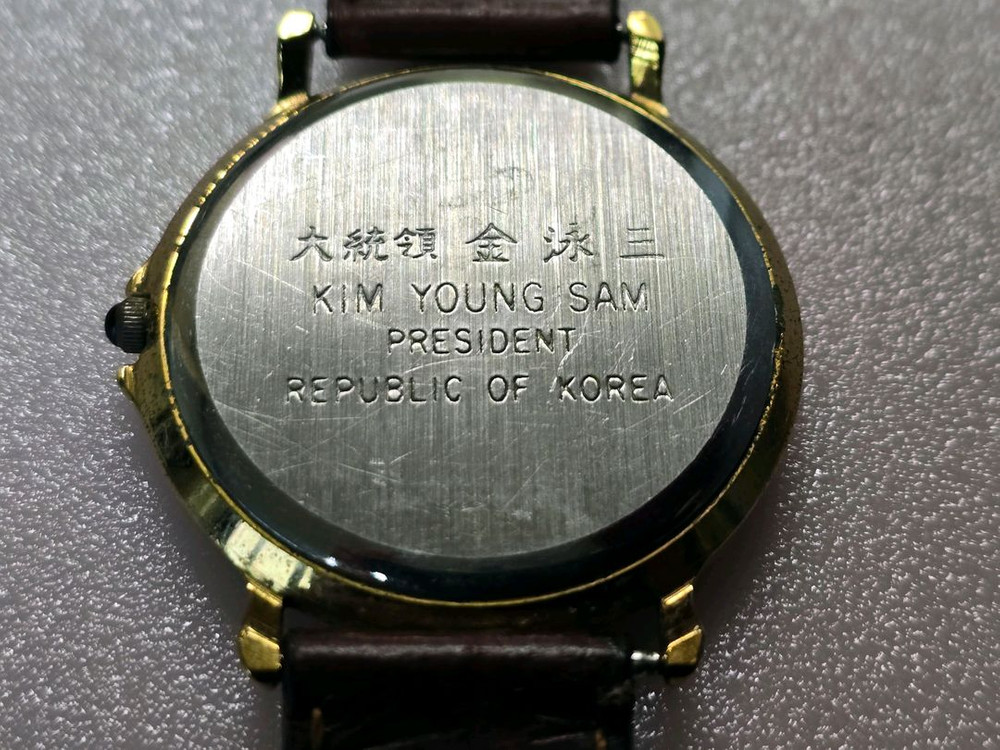 大統領 金 泳 三
KIM YOUNG SAM
PRESIDENT
REPUBLIC OF KOREA